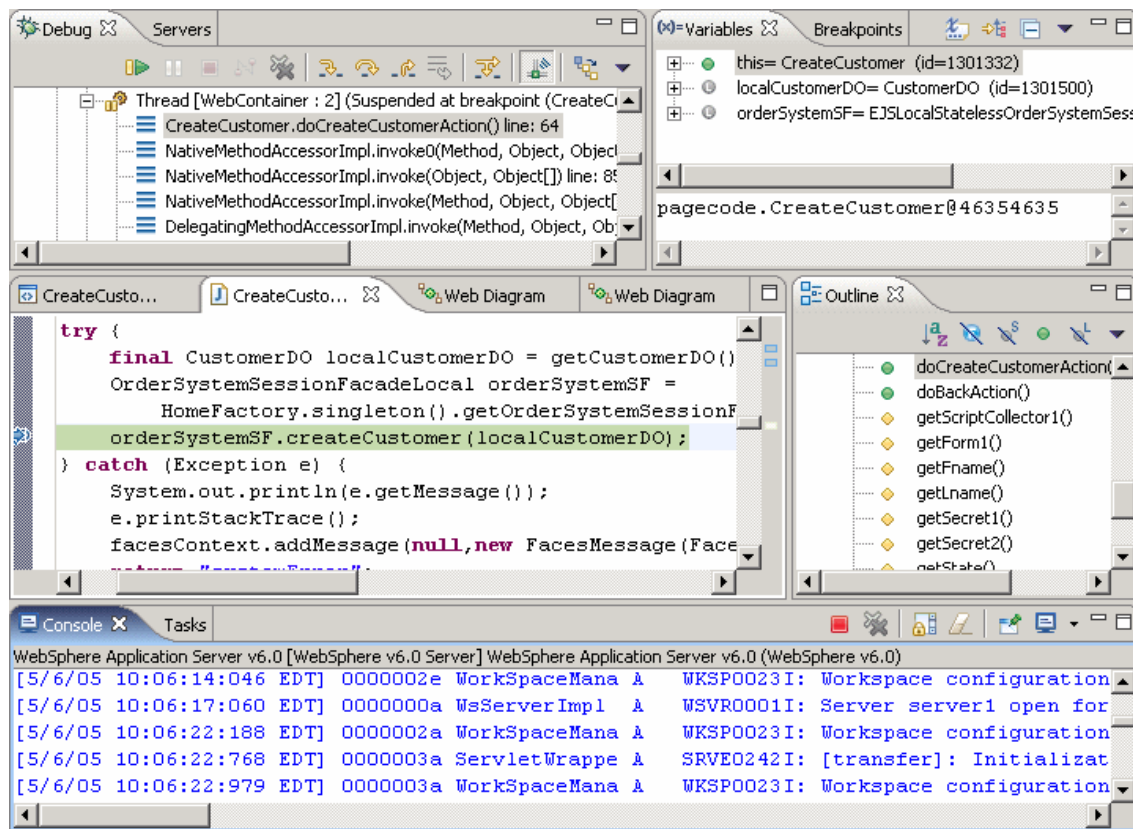 Debug Servers
Thread [WebContainer : 2] (Suspended at breakpoint (CreateC
CreateCustomer.doCreateCustomerAction() line: 64
NativeMethodAccessorImpl.invoke0(Method, Object, Object
NativeMethodAccessorImpl.invoke(Object, Object[]) line: 85
NativeMethodAccessorImpl.invoke(Method, Object, Object[
DelegatingMethodAccessorImpl.invoke(Method, Object, Ob
(x)=Variables Breakpoints
this= CreateCustomer (id=1301332)
localCustomerDO= CustomerDO (id=1301500)
orderSystemSF= EJSLocalStatelessOrderSystemSess
pagecode.CreateCustomer@46354635
CreateCusto... CreateCusto... Web Diagram Web Diagram
try {
final CustomerDO localCustomerDO = getCustomerDO()
OrderSystemSessionFacadeLocal orderSystemSF =
HomeFactory.singleton().getOrderSystemSessionF
orderSystemSF.createCustomer(localCustomerDO);
} catch (Exception e) {
System.out.println(e.getMessage());
e.printStackTrace();
facesContext.addMessage(null,new FacesMessage(Face
Outline
doCreateCustomerAction(
doBackAction()
getScriptCollector1()
getForm1()
getFname()
getLname()
getSecret1()
getSecret2()
getState()
Console Tasks
WebSphere Application Server v6.0 [WebSphere v6.0 Server] WebSphere Application Server v6.0 (WebSphere v6.0)
[5/6/05 10:06:14:046 EDT] 0000002e WorkSpaceMana A WKSP0023I: Workspace configuration
[5/6/05 10:06:17:060 EDT] 0000000a WsServerImpl A WSVR0001I: Server server1 open for
[5/6/05 10:06:22:188 EDT] 0000002a WorkSpaceMana A WKSP0023I: Workspace configuration
[5/6/05 10:06:22:768 EDT] 0000003a ServletWrappe A SRVE0242I: [transfer]: Initializat
[5/6/05 10:06:22:979 EDT] 0000003a WorkSpaceMana A WKSP0023I: Workspace configuration